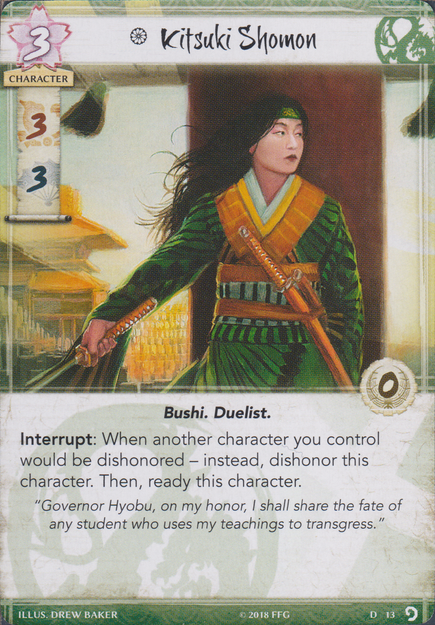 3
Kitsuki Shomon
CHARACTER
3
3
0
Bushi. Duelist.
Interrupt: When another character you control
would be dishonored – instead, dishonor this
character. Then, ready this character.
“Governor Hyobu, on my honor, I shall share the fate of
any student who uses my teachings to transgress.”
ILLUS. DREW BAKER © 2018 FFG D 13